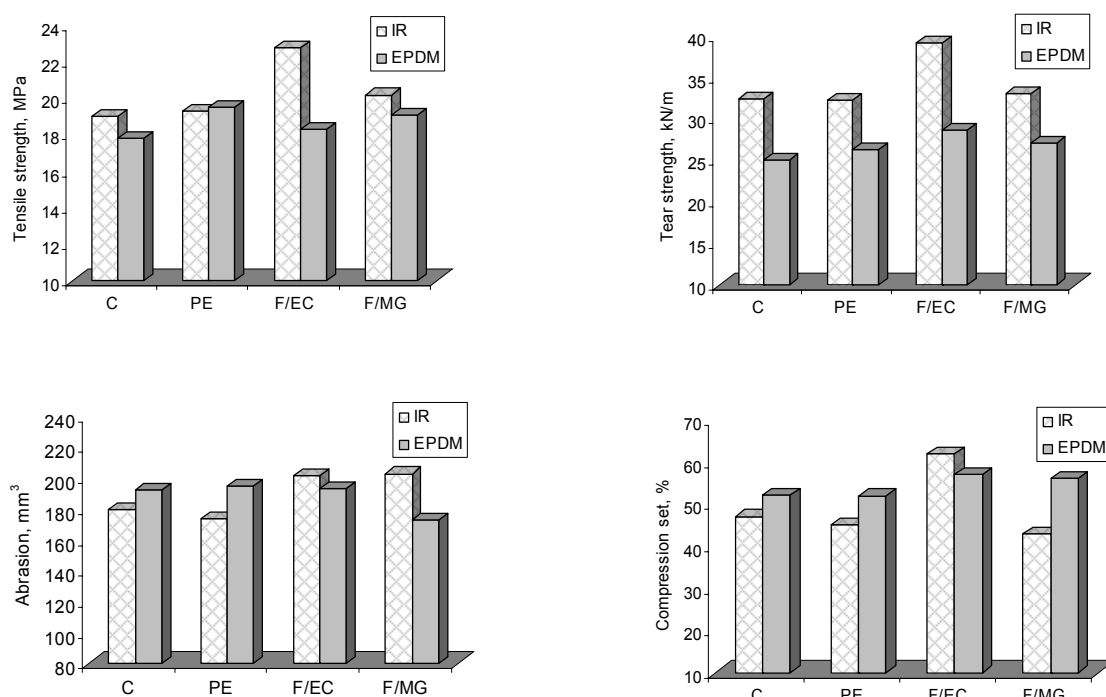 Tensile strength, MPa
24
22
20
18
16
14
12
10
C PE F/EC F/MG
IR
EPDM
Tear strength, kN/m
40
35
30
25
20
15
10
C PE F/EC F/MG
IR
EPDM
Abrasion, mm³
240
220
200
180
160
140
120
100
80
C PE F/EC F/MG
IR
EPDM
Compression set, %
70
60
50
40
30
20
10
C PE F/EC F/MG
IR
EPDM